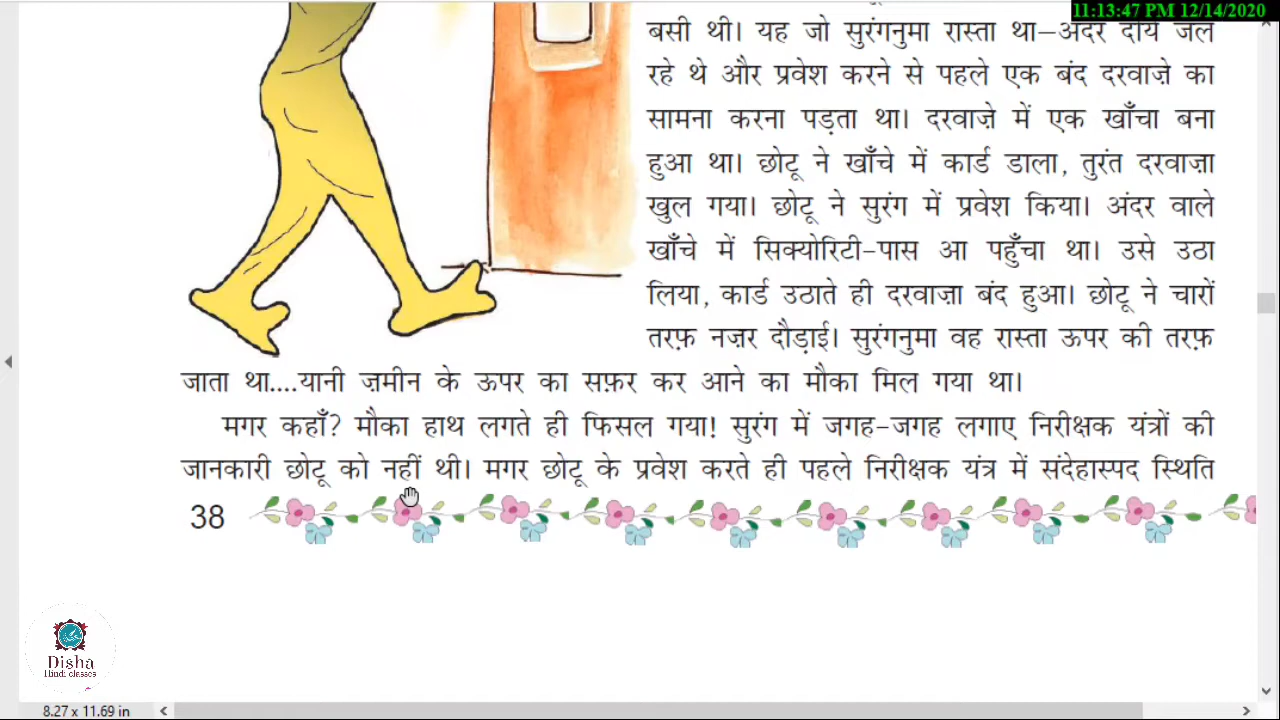 11:13:47 PM 12/14/2020
बसी थी। यह जो सुरंगनुमा रास्ता था–अंदर दीये जल
रहे थे और प्रवेश करने से पहले एक बंद दरवाज़े का
सामना करना पड़ता था। दरवाज़े में एक खाँचा बना
हुआ था। छोटू ने खाँचे में कार्ड डाला, तुरंत दरवाज़ा
खुल गया। छोटू ने सुरंग में प्रवेश किया। अंदर वाले
खाँचे में सिक्योरिटी-पास आ पहुँचा था। उसे उठा
लिया, कार्ड उठाते ही दरवाज़ा बंद हुआ। छोटू ने चारों
तरफ़ नज़र दौड़ाई। सुरंगनुमा वह रास्ता ऊपर की तरफ़
जाता था....यानी ज़मीन के ऊपर का सफ़र कर आने का मौका मिल गया था।
मगर कहाँ? मौका हाथ लगते ही फिसल गया! सुरंग में जगह-जगह लगाए निरीक्षक यंत्रों की
जानकारी छोटू को नहीं थी। मगर छोटू के प्रवेश करते ही पहले निरीक्षक यंत्र में संदेहास्पद स्थिति
38
Disha
Hindi classes
8.27 x 11.69 in